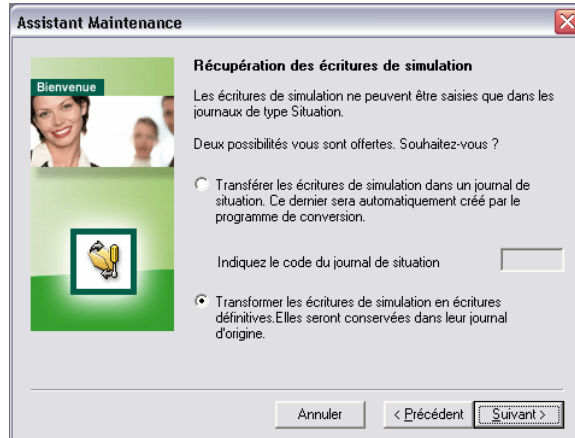 Assistant Maintenance
Bienvenue
Récupération des écritures de simulation
Les écritures de simulation ne peuvent être saisies que dans les
journaux de type Situation.
Deux possibilités vous sont offertes. Souhaitez-vous ?
Transférer les écritures de simulation dans un journal de
situation. Ce dernier sera automatiquement créé par le
programme de conversion.
Indiquez le code du journal de situation
Transformer les écritures de simulation en écritures
définitives.Elles seront conservées dans leur journal
d'origine.
Annuler
< Précédent
Suivant >